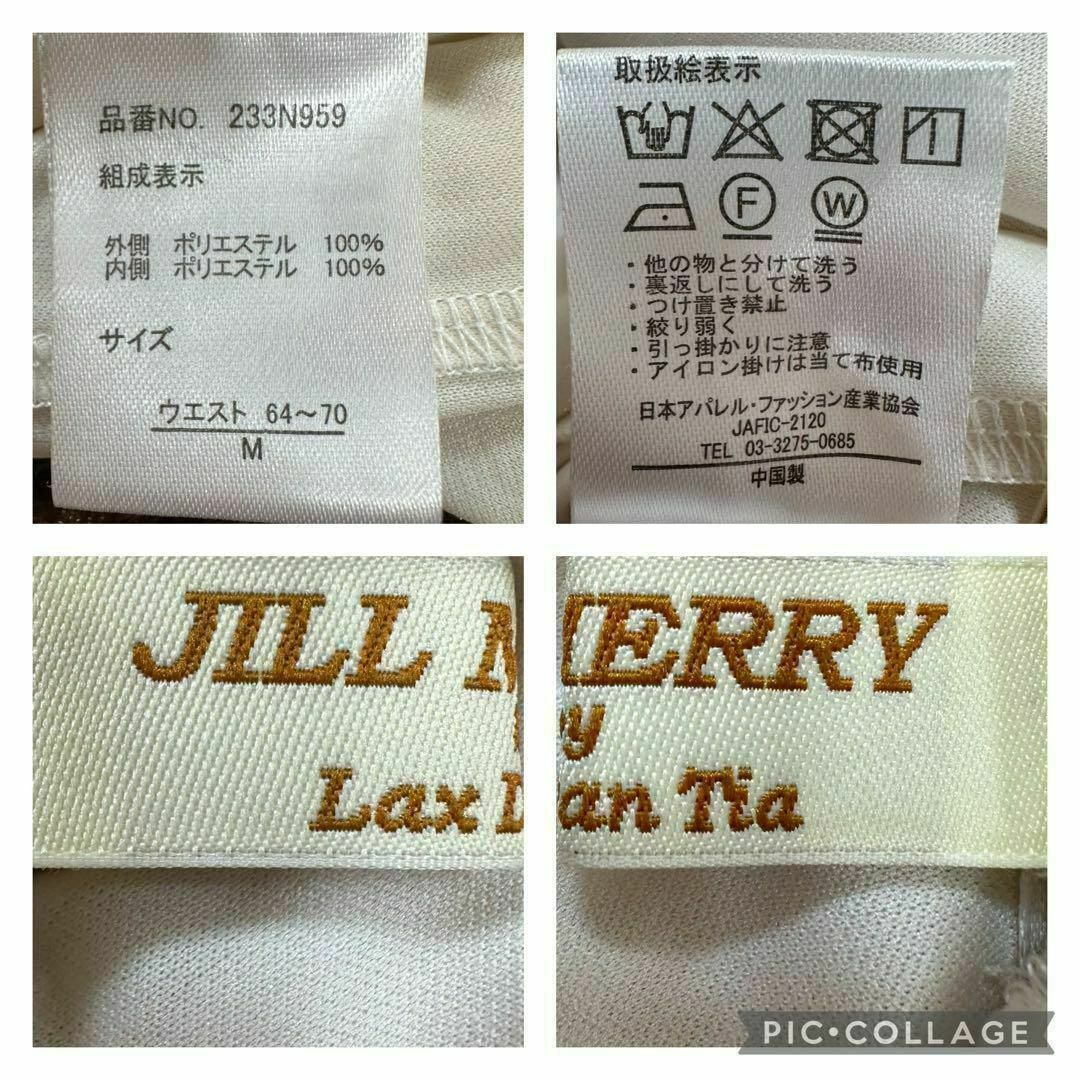 品番NO. 233N959
組成表示
外側 ポリエステル 100%
内側 ポリエステル 100%
サイズ
ウエスト 64～70
M
取扱絵表示
F W
・他の物と分けて洗う
・裏返しにして洗う
・つけ置き禁止
・絞り弱く
・引っ掛かりに注意
・アイロン掛けは当て布使用
日本アパレル・ファッション産業協会
JAFIC-2120
TEL 03-3275-0685
中国製
JILL
Lax
ERRY
y
an Tia
PIC•COLLAGE